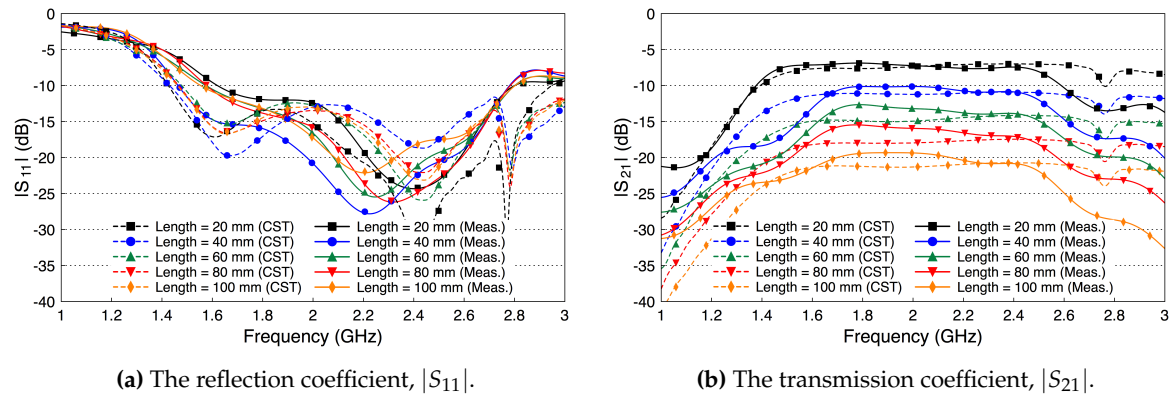 0
-5
-10
-15
-20
-25
-30
-35
-40
|S11| (dB)
Length = 20 mm (CST)
Length = 40 mm (CST)
Length = 60 mm (CST)
Length = 80 mm (CST)
Length = 100 mm (CST)
Length = 20 mm (Meas.)
Length = 40 mm (Meas.)
Length = 60 mm (Meas.)
Length = 80 mm (Meas.)
Length = 100 mm (Meas.)
1 1.2 1.4 1.6 1.8 2 2.2 2.4 2.6 2.8 3
Frequency (GHz)
(a) The reflection coefficient, |S11|.
0
-5
-10
-15
-20
-25
-30
-35
-40
|S21| (dB)
Length = 20 mm (CST)
Length = 40 mm (CST)
Length = 60 mm (CST)
Length = 80 mm (CST)
Length = 100 mm (CST)
Length = 20 mm (Meas.)
Length = 40 mm (Meas.)
Length = 60 mm (Meas.)
Length = 80 mm (Meas.)
Length = 100 mm (Meas.)
1 1.2 1.4 1.6 1.8 2 2.2 2.4 2.6 2.8 3
Frequency (GHz)
(b) The transmission coefficient, |S21|.